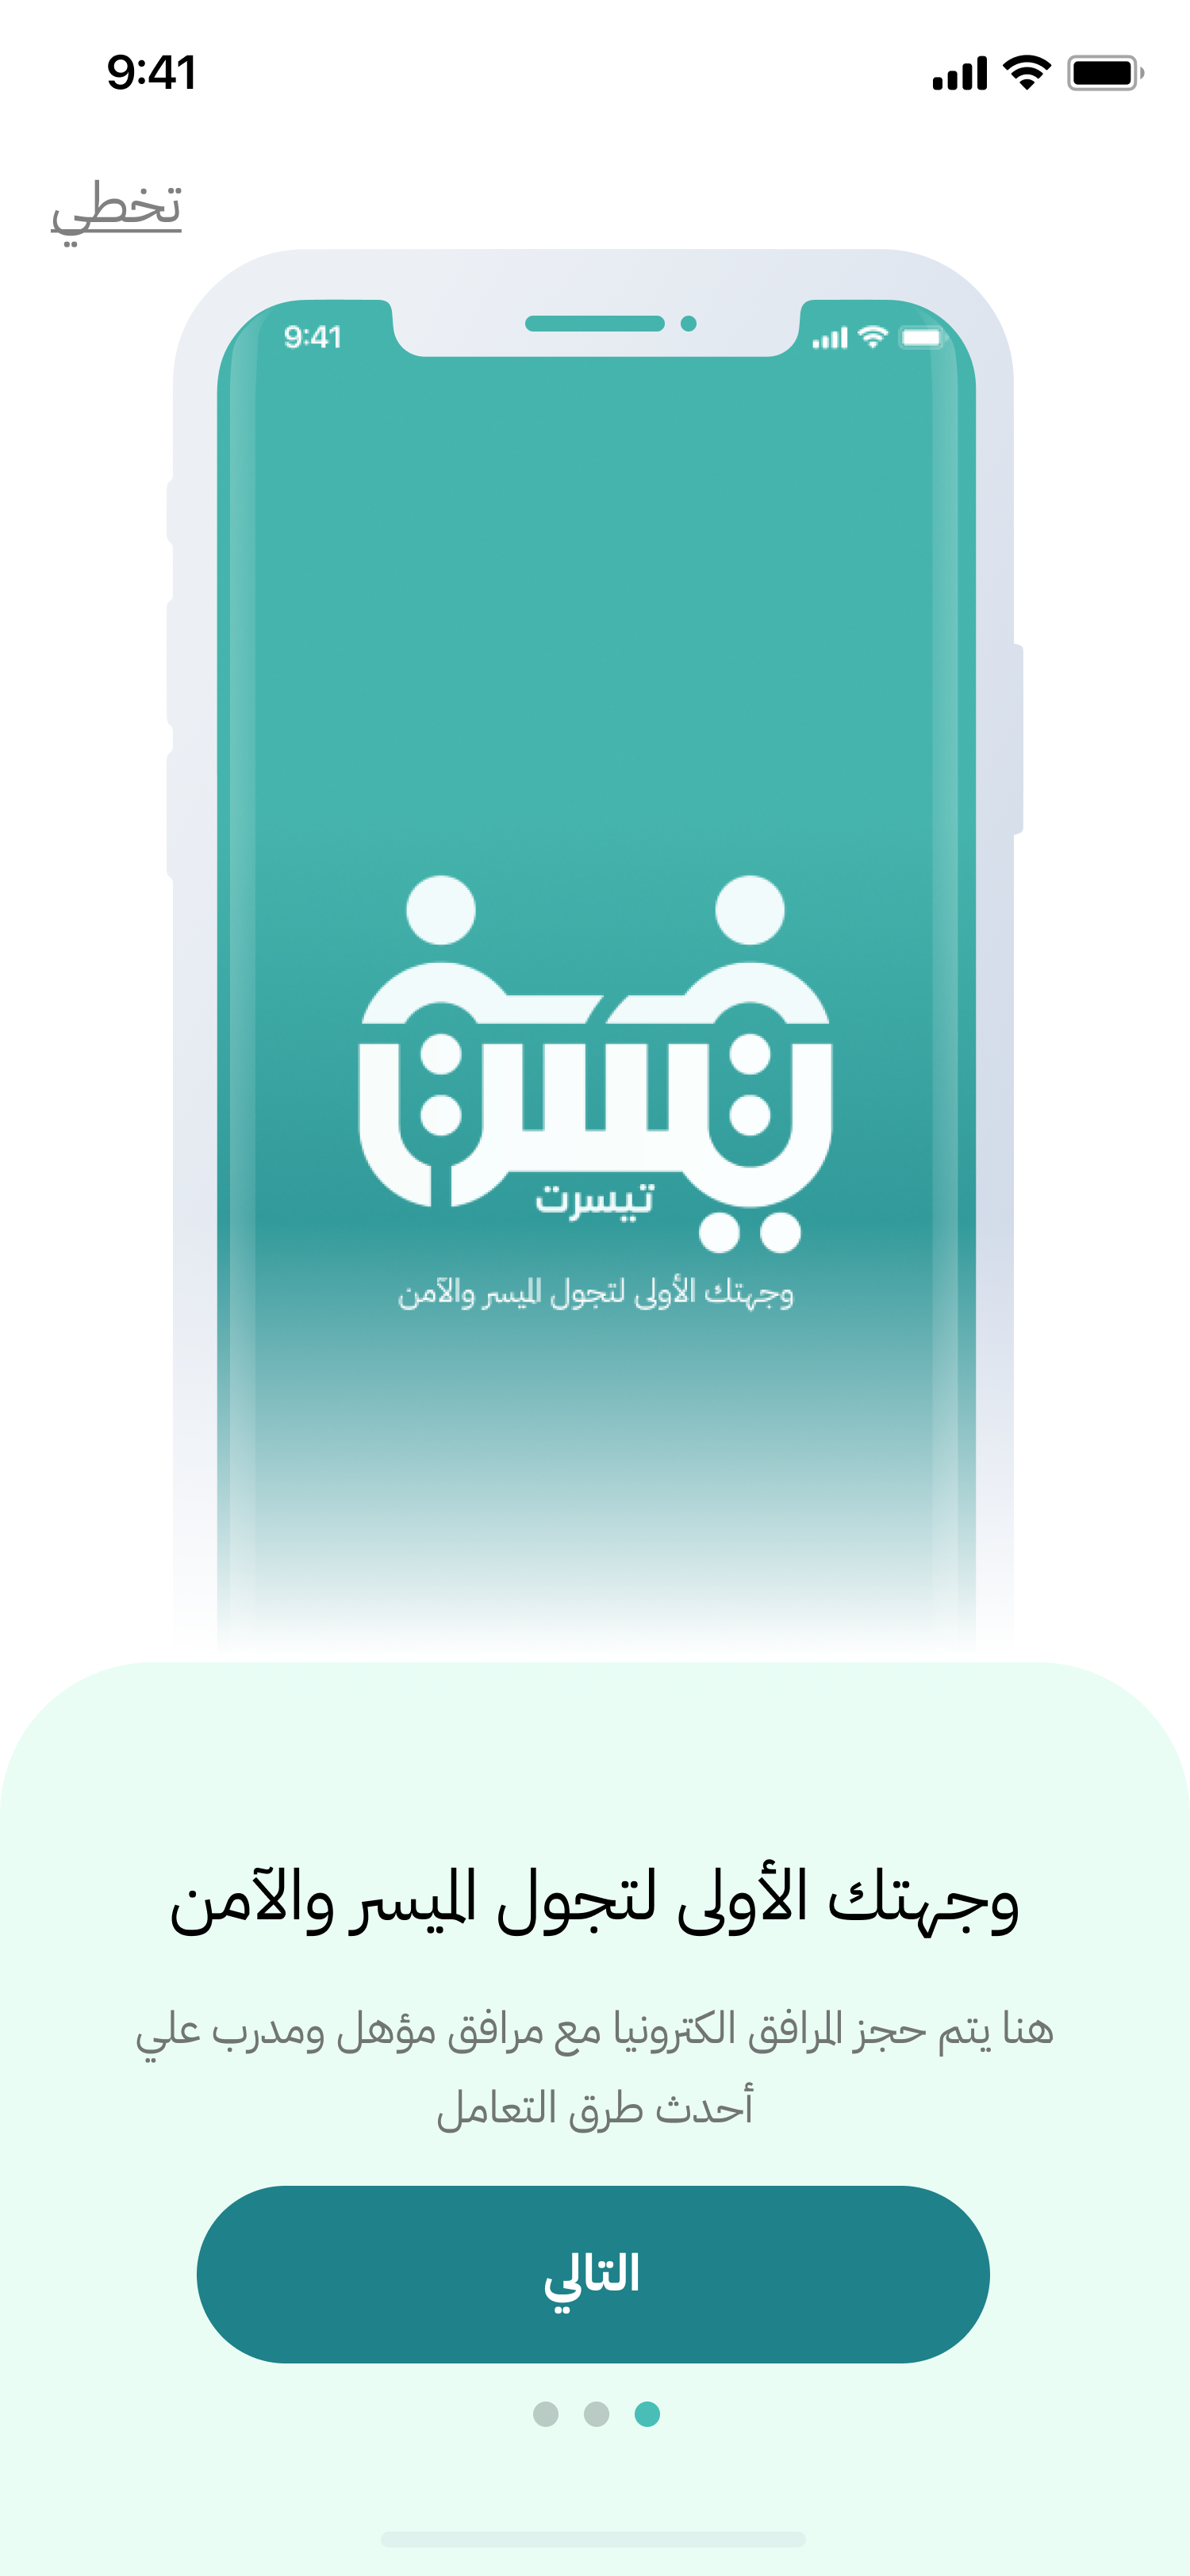 9:41
تخطي
9:41
تيسرت
وجهتك الأولى لتجول الميسر والآمن
وجهتك الأولى لتجول الميسر والآمن
هنا يتم حجز المرافق الكترونيا مع مرافق مؤهل ومدرب علي
أحدث طرق التعامل
التالي